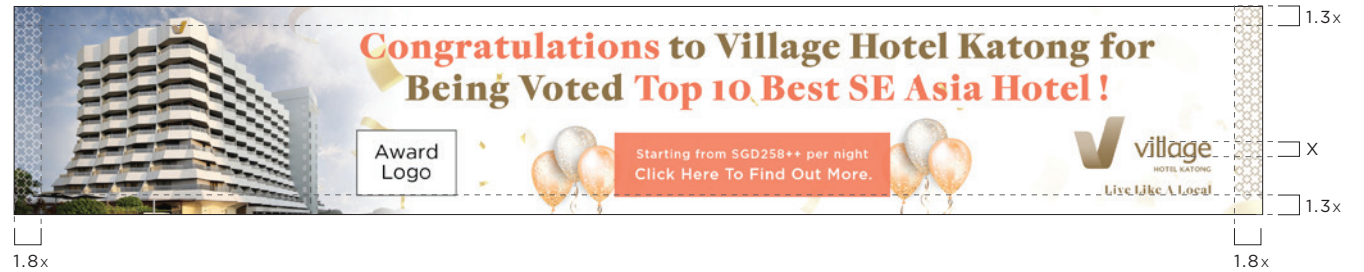 1.3x
Congratulations to Village Hotel Katong for
Being Voted Top 10 Best SE Asia Hotel !
Award
Logo
Starting from SGD258++ per night
Click Here To Find Out More.
village
HOTEL KATONG
Live Like A Local
X
1.3x
1.8x
1.8x